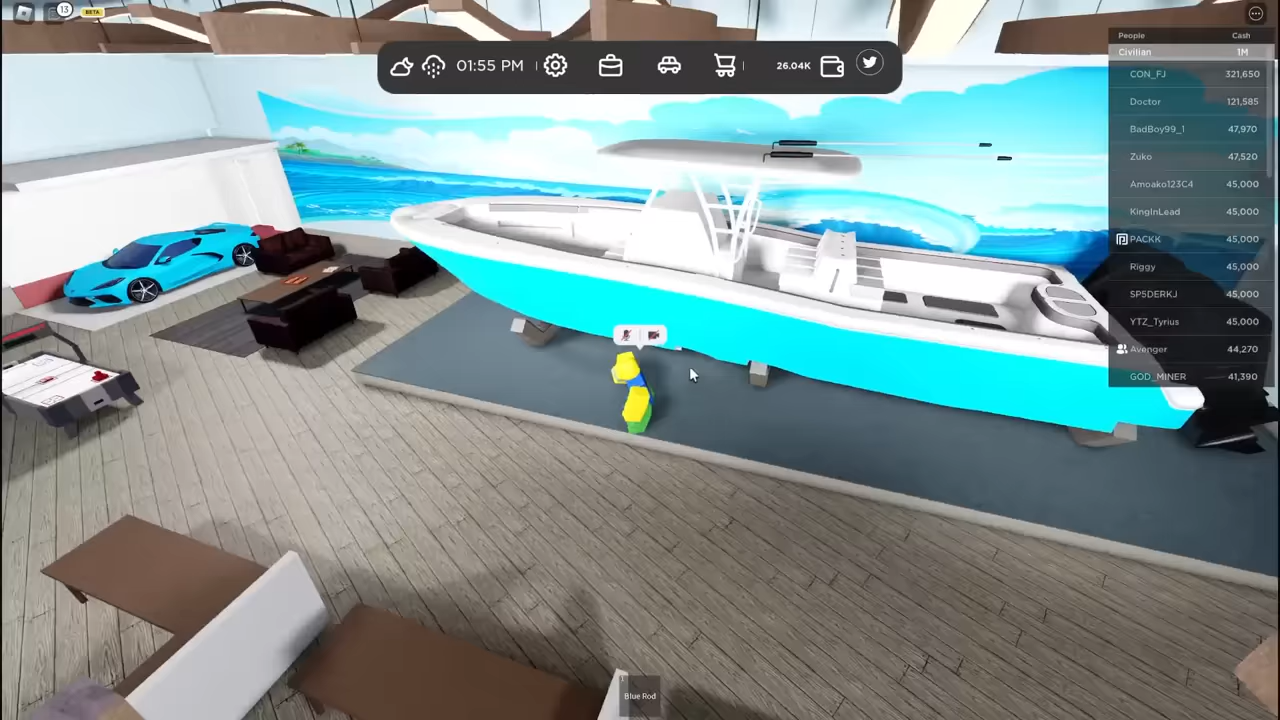 13
BETA
01:55 PM
26.04K
People Cash
Civilian 1M
CON_FJ 321,650
Doctor 121,585
BadBoy99_1 47,970
Zuko 47,520
Amoako123C4 45,000
KingInLead 45,000
PACKK 45,000
Riggy 45,000
SP5DERKJ 45,000
YTZ_Tyrius 45,000
Avenger 44,270
GOD_MINER 41,390
1
Blue Rod